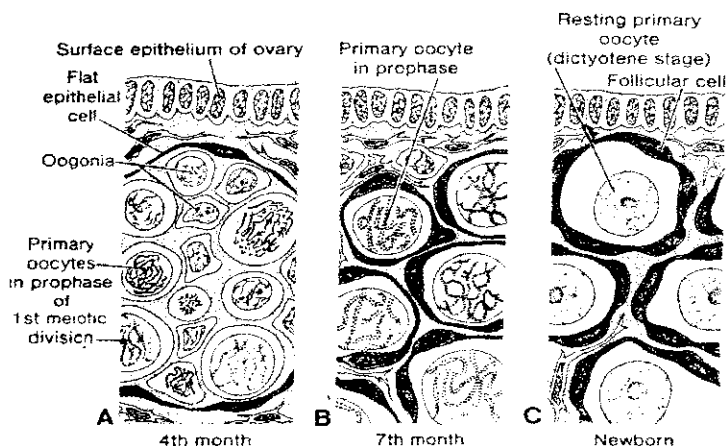 Surface epithelium of ovary
Flat
epithelial
cell
Oogonia
Primary
oocytes
in prophase
of
1st meiotic
division
A
4th month
Primary oocyte
in prophase
B
7th month
Resting primary
oocyte
(dictyotene stage)
Follicular cell
C
Newborn